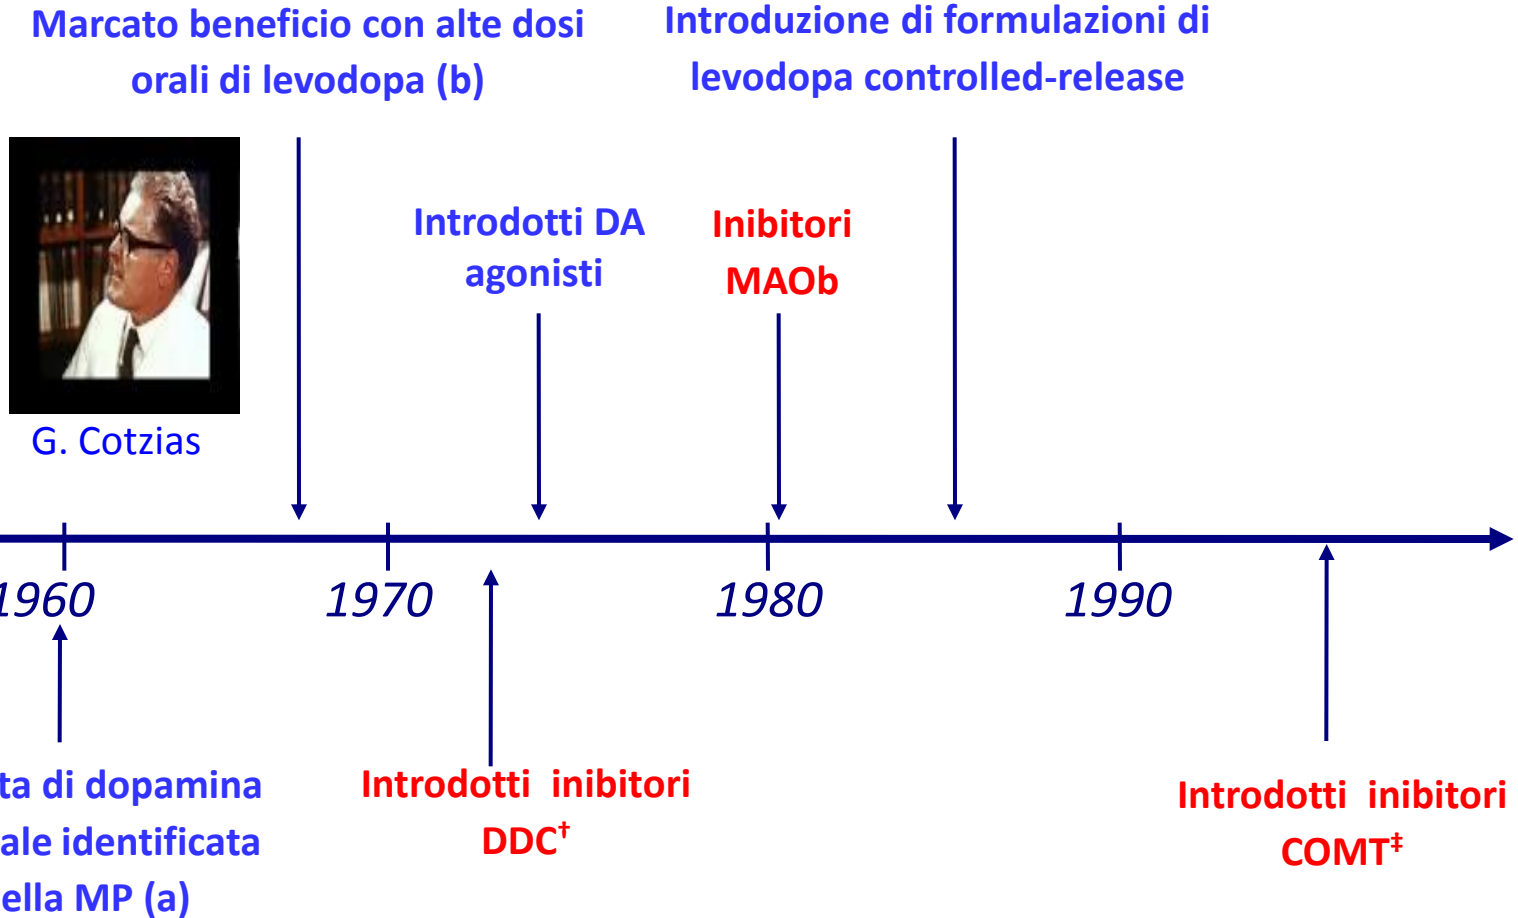 Marcato beneficio con alte dosi
orali di levodopa (b)
Introduzione di formulazioni di
levodopa controlled-release
Introdotti DA
agonisti
Inibitori
MAOb
G. Cotzias
1960
1970
1980
1990
ta di dopamina
ale identificata
ella MP (a)
Introdotti inibitori
DDC†
Introdotti inibitori
COMT‡